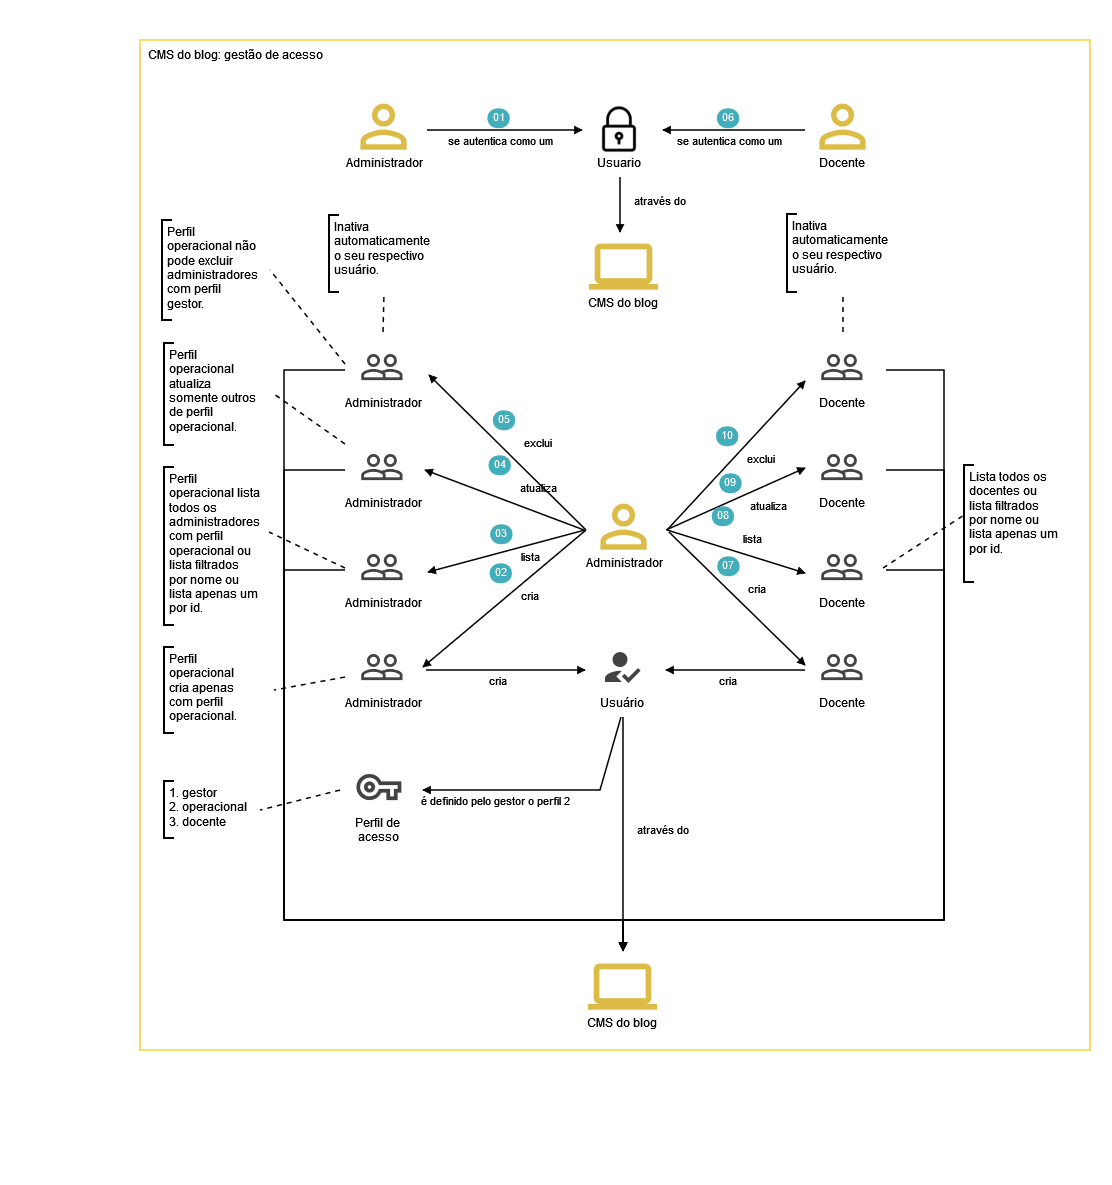 CMS do blog: gestão de acesso
01
06
se autentica como um
se autentica como um
Administrador
Usuario
Docente
através do
Perfil
operacional não
pode excluir
administradores
com perfil
gestor.
Inativa
automaticamente
o seu respectivo
usuário.
Inativa
automaticamente
o seu respectivo
usuário.
CMS do blog
Perfil
operacional
atualiza
somente outros
de perfil
operacional.
Administrador
Docente
05
exclui
10
exclui
04
atualiza
09
atualiza
Administrador
Docente
Perfil
operacional lista
todos os
administradores
com perfil
operacional ou
lista filtrados
por nome ou
lista apenas um
por id.
Lista todos os
docentes ou
lista filtrados
por nome ou
lista apenas um
por id.
03
lista
08
lista
Administrador
02
cria
07
cria
Administrador
Docente
Perfil
operacional
cria apenas
com perfil
operacional.
cria
cria
Administrador
Usuário
Docente
1. gestor
2. operacional
3. docente
é definido pelo gestor o perfil 2
Perfil de
acesso
através do
CMS do blog